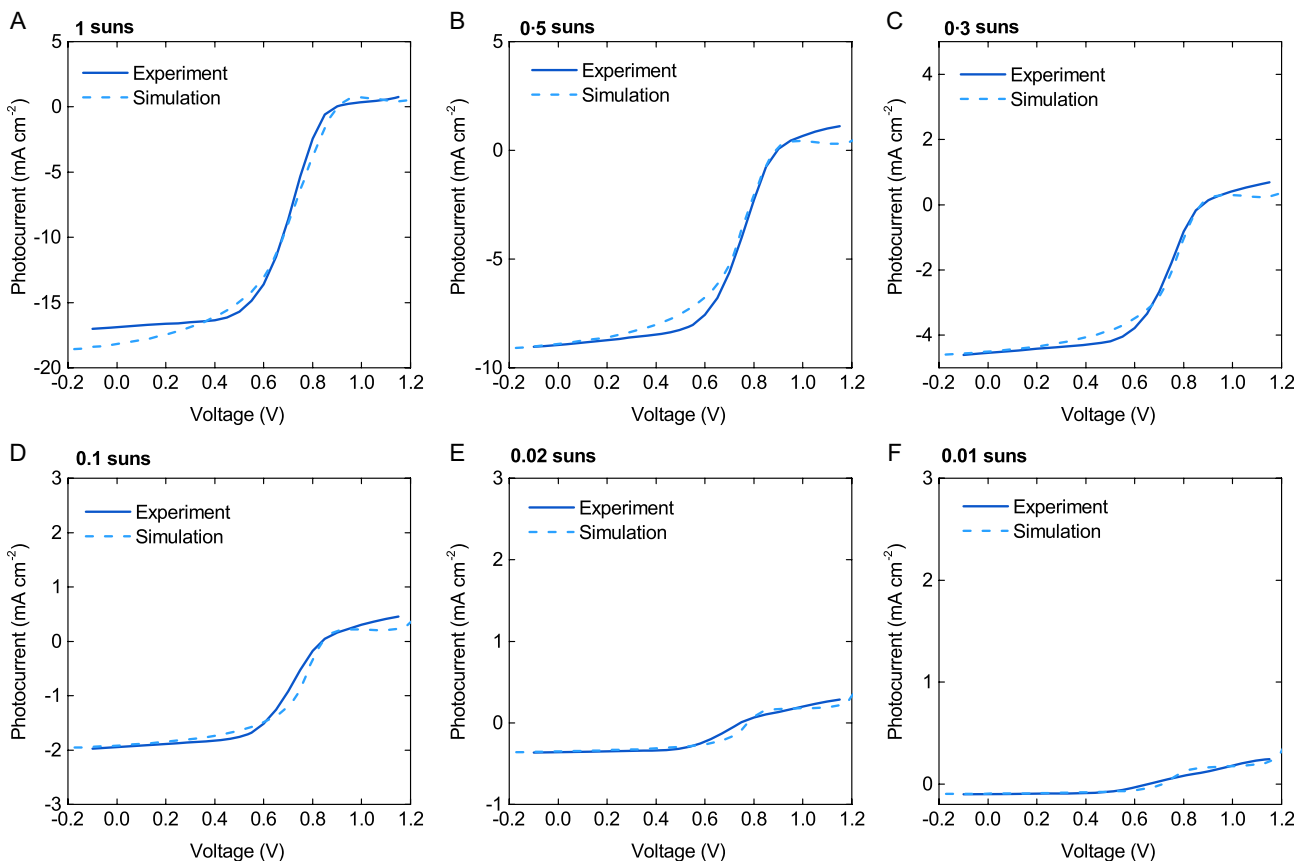 A
1 suns
5
0
-5
-10
-15
-20
Photocurrent (mA cm⁻²)
Experiment
Simulation
-0.2 0.0 0.2 0.4 0.6 0.8 1.0 1.2
Voltage (V)
B
0·5 suns
5
0
-5
-10
Photocurrent (mA cm⁻²)
Experiment
Simulation
-0.2 0.0 0.2 0.4 0.6 0.8 1.0 1.2
Voltage (V)
C
0·3 suns
4
2
0
-2
-4
Photocurrent (mA cm⁻²)
Experiment
Simulation
-0.2 0.0 0.2 0.4 0.6 0.8 1.0 1.2
Voltage (V)
D
0.1 suns
3
2
1
0
-1
-2
-3
Photocurrent (mA cm⁻²)
Experiment
Simulation
-0.2 0.0 0.2 0.4 0.6 0.8 1.0 1.2
Voltage (V)
E
0.02 suns
3
2
1
0
-1
Photocurrent (mA cm⁻²)
Experiment
Simulation
-0.2 0.0 0.2 0.4 0.6 0.8 1.0 1.2
Voltage (V)
F
0.01 suns
3
2
1
0
Photocurrent (mA cm⁻²)
Experiment
Simulation
-0.2 0.0 0.2 0.4 0.6 0.8 1.0 1.2
Voltage (V)